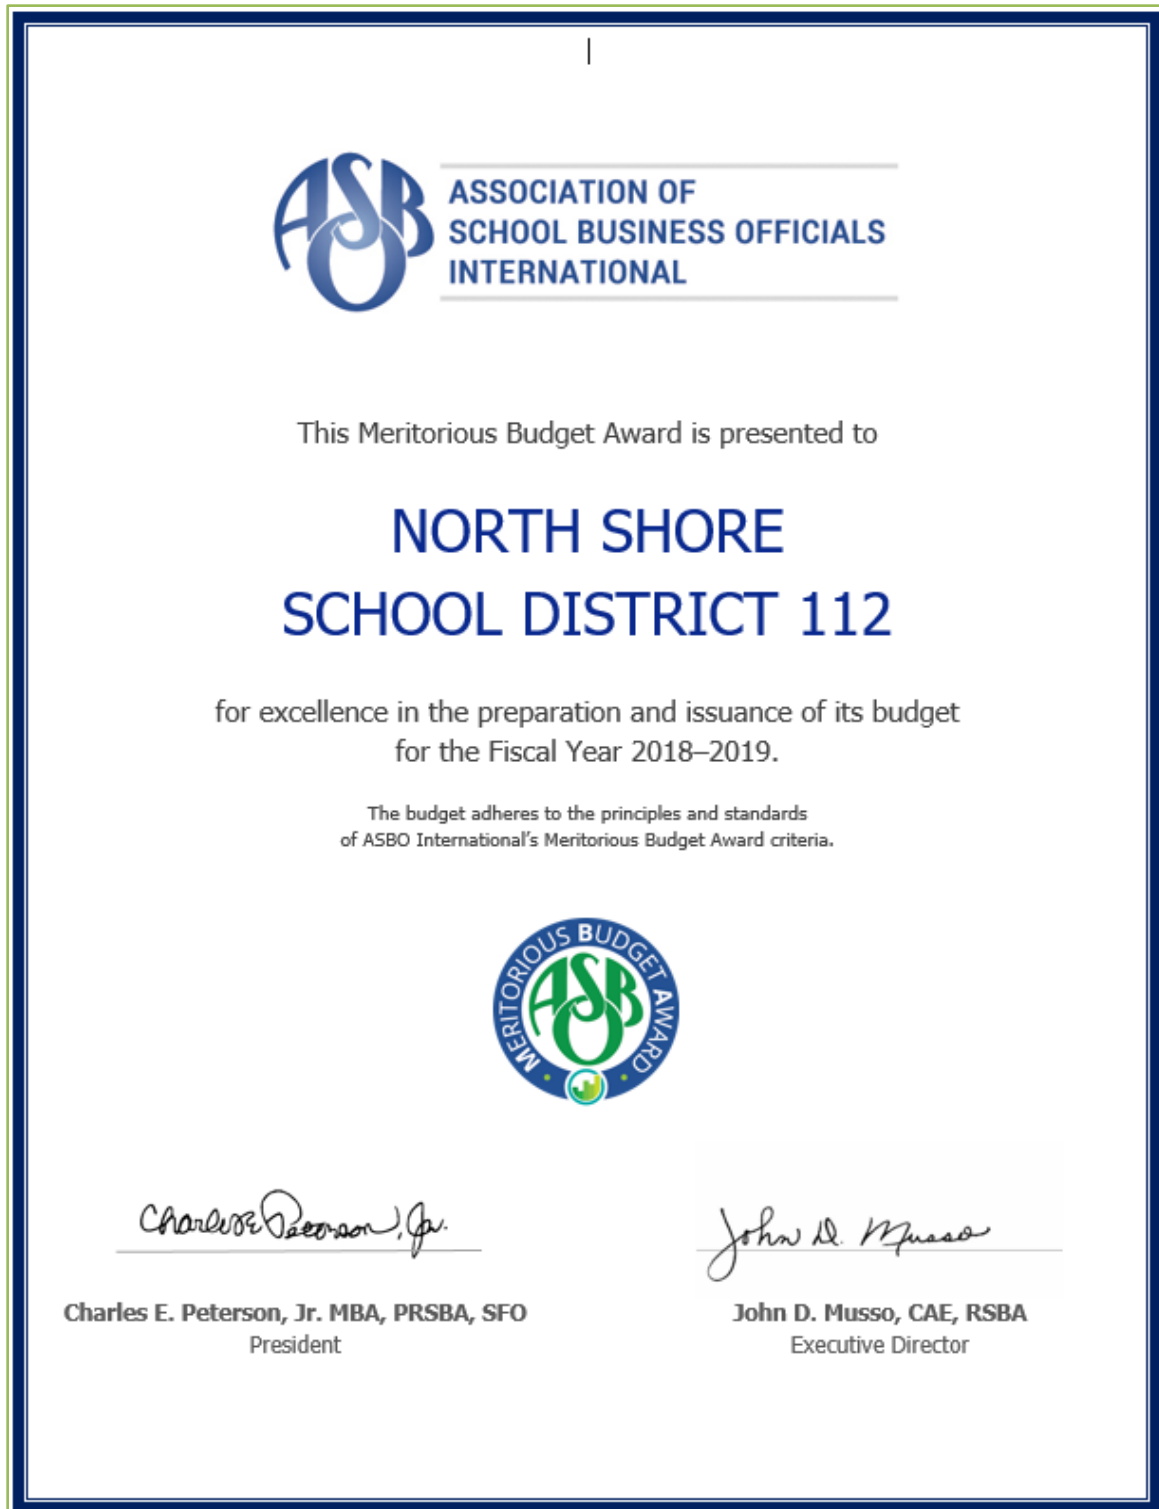 ASBO
ASSOCIATION OF
SCHOOL BUSINESS OFFICIALS
INTERNATIONAL
This Meritorious Budget Award is presented to
NORTH SHORE
SCHOOL DISTRICT 112
for excellence in the preparation and issuance of its budget
for the Fiscal Year 2018–2019.
The budget adheres to the principles and standards
of ASBO International’s Meritorious Budget Award criteria.
MERITORIOUS BUDGET AWARD
ASBO
Charles E. Peterson, Jr.
John D. Musso
Charles E. Peterson, Jr. MBA, PRSBA, SFO
John D. Musso, CAE, RSBA
President
Executive Director